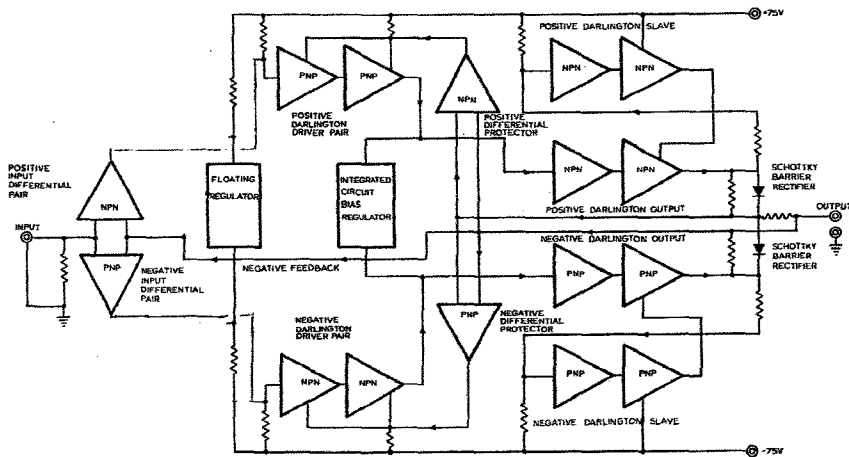 POSITIVE DARLINGTON SLAVE
+75V
PNP
PNP
NPN
NPN
NPN
POSITIVE
DARLINGTON
DRIVER PAIR
POSITIVE
DIFFERENTIAL
PROTECTOR
POSITIVE
INPUT
DIFFERENTIAL
PAIR
NPN
FLOATING
REGULATOR
INTEGRATED
CIRCUIT
BIAS
REGULATOR
NPN
NPN
SCHOTTKY
BARRIER
RECTIFIER
POSITIVE DARLINGTON OUTPUT
OUTPUT
INPUT
NEGATIVE DARLINGTON OUTPUT
PNP
NEGATIVE
INPUT
DIFFERENTIAL
PAIR
NEGATIVE FEEDBACK
PNP
PNP
SCHOTTKY
BARRIER
RECTIFIER
NEGATIVE
DARLINGTON
DRIVER PAIR
PNP
NEGATIVE
DIFFERENTIAL
PROTECTOR
NPN
NPN
PNP
PNP
NEGATIVE DARLINGTON SLAVE
-75V